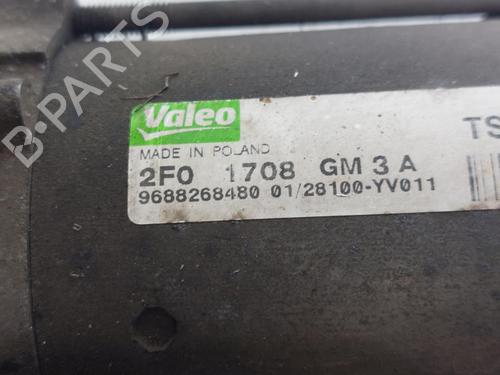 B-PARTS
Valeo
TS
MADE IN POLAND
2F0 1708 GM 3 A
9688268480 01/28100-YV011